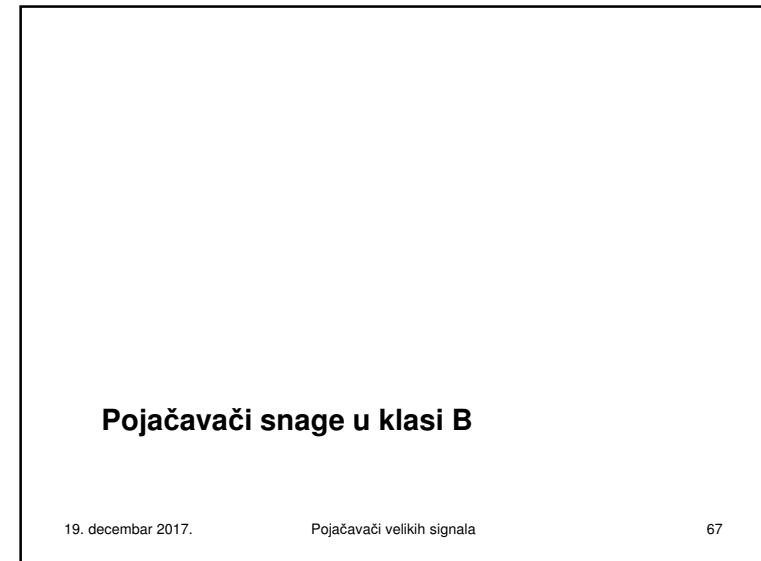 Pojačavači snage u klasi B
19. decembar 2017. Pojačavači velikih signala 67